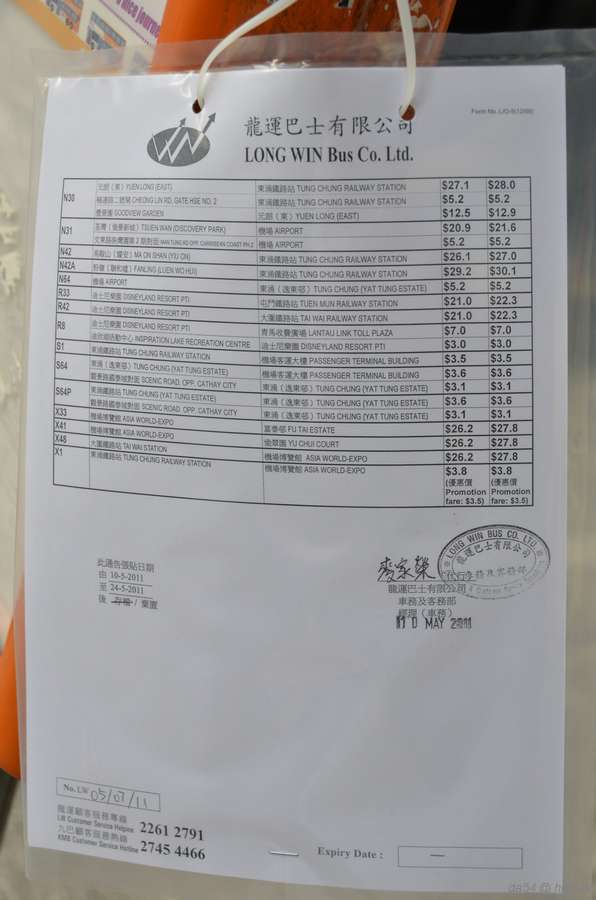 nice journe
Form No. L/O-5(12/09)
龍運巴士有限公司
LONG WIN Bus Co. Ltd.
N30 元朗（東）YUEN LONG (EAST) 東涌鐵路站 TUNG CHUNG RAILWAY STATION $27.1 $28.0
暢連路二號閘 CHEONG LIN RD, GATE HSE NO. 2 東涌鐵路站 TUNG CHUNG RAILWAY STATION $5.2 $5.2
豐景園 GOODVIEW GARDEN 元朗（東）YUEN LONG (EAST) $12.5 $12.9
N31 荃灣（愉景新城）TSUEN WAN (DISCOVERY PARK) 機場 AIRPORT $20.9 $21.6
文東路映灣園第 2 期對面 MAN TUNG RD OPP. CARIBBEAN COAST PH.2 機場 AIRPORT $5.2 $5.2
N42 馬鞍山（耀安）MA ON SHAN (YIU ON) 東涌鐵路站 TUNG CHUNG RAILWAY STATION $26.1 $27.0
N42A 粉嶺（聯和墟）FANLING (LUEN WO HUI) 東涌鐵路站 TUNG CHUNG RAILWAY STATION $29.2 $30.1
N64 機場 AIRPORT 東涌（逸東邨）TUNG CHUNG (YAT TUNG ESTATE) $5.2 $5.2
R33 迪士尼樂園 DISNEYLAND RESORT PTI 屯門鐵路站 TUEN MUN RAILWAY STATION $21.0 $22.3
R42 迪士尼樂園 DISNEYLAND RESORT PTI 大圍鐵路站 TAI WAI RAILWAY STATION $21.0 $22.3
R8 迪士尼樂園 DISNEYLAND RESORT PTI 青馬收費廣場 LANTAU LINK TOLL PLAZA $7.0 $7.0
迪欣湖活動中心 INSPIRATION LAKE RECREATION CENTRE 迪士尼樂園 DISNEYLAND RESORT PTI $3.0 $3.0
S1 東涌鐵路站 TUNG CHUNG RAILWAY STATION 機場客運大樓 PASSENGER TERMINAL BUILDING $3.5 $3.5
S64 東涌（逸東邨）TUNG CHUNG (YAT TUNG ESTATE) 機場客運大樓 PASSENGER TERMINAL BUILDING $3.6 $3.6
觀景路國泰城對面 SCENIC ROAD, OPP. CATHAY CITY 東涌（逸東邨）TUNG CHUNG (YAT TUNG ESTATE) $3.1 $3.1
S64P 東涌鐵路站 TUNG CHUNG (YAT TUNG ESTATE) 東涌（逸東邨）TUNG CHUNG (YAT TUNG ESTATE) $3.6 $3.6
觀景路國泰城對面 SCENIC ROAD, OPP. CATHAY CITY 東涌（逸東邨）TUNG CHUNG (YAT TUNG ESTATE) $3.1 $3.1
X33 機場博覽館 ASIA WORLD-EXPO 富泰邨 FU TAI ESTATE $26.2 $27.8
X41 機場博覽館 ASIA WORLD-EXPO 愉翠園 YU CHUI COURT $26.2 $27.8
X48 大圍鐵路站 TAI WAI STATION 機場博覽館 ASIA WORLD-EXPO $26.2 $27.8
X1 東涌鐵路站 TUNG CHUNG RAILWAY STATION 機場博覽館 ASIA WORLD-EXPO $3.8 $3.8
(優惠價 (優惠價
Promotion Promotion
fare: $3.5) fare: $3.5)
LONG WIN BUS CO. LTD.
龍運巴士有限公司
車務及客務部
麥家榮 代行
龍運巴士有限公司
車務及客務部
經理（車務）
10 MAY 2011
此通告張貼日期
由 10-5-2011
至 24-5-2011
後 存檔 / 棄置
No. LW 05/07/11
龍運顧客服務專線
LW Customer Service Helpine 2261 2791
九巴顧客服務熱線
KMB Customer Service Hotline 2745 4466
Expiry Date : —